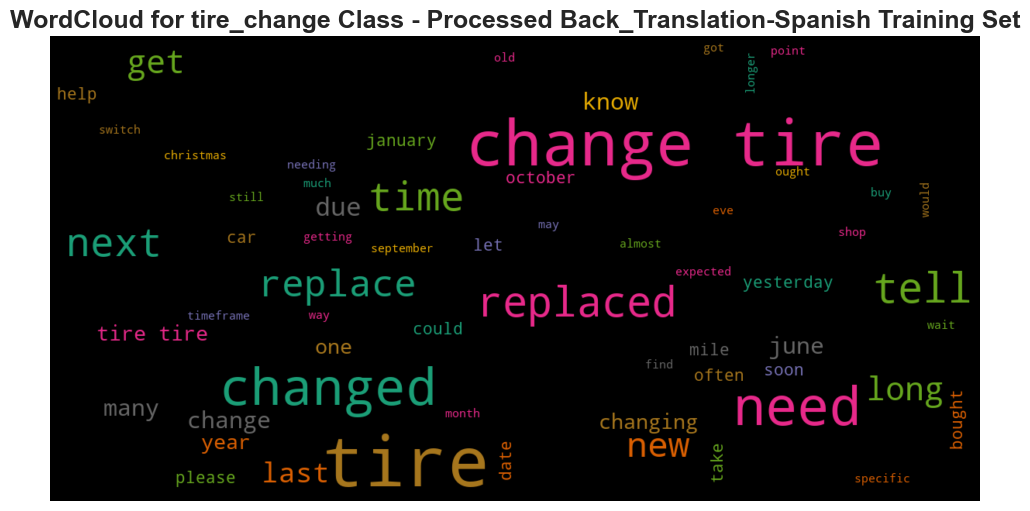 WordCloud for tire_change Class - Processed Back_Translation-Spanish Training Set
old
got
point
get
longer
help
know
switch
change tire
january
christmas
needing
october
ought
much
time
still
due
buy
would
eve
may
shop
next
car
getting
september
let
almost
replace
expected
yesterday
tell
replaced
timeframe
way
tire tire
could
wait
one
mile
june
find
often
soon
changed
long
need
many
change
month
changing
bought
year
new
tire
last
date
take
please
specific